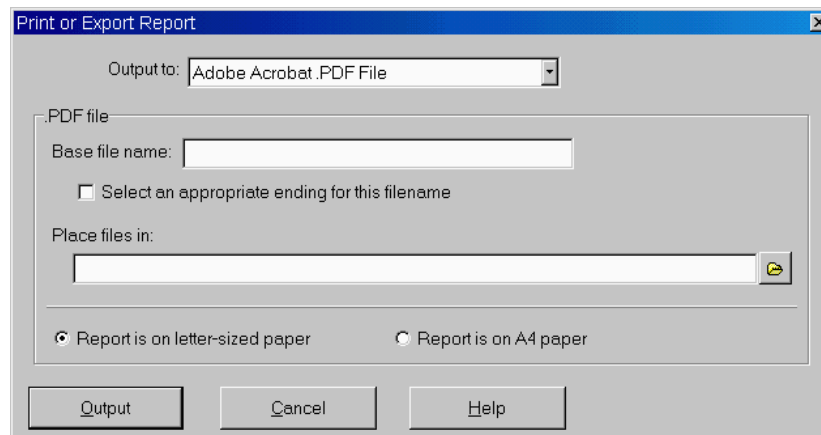 Print or Export Report
Output to: Adobe Acrobat .PDF File
.PDF file
Base file name:
Select an appropriate ending for this filename
Place files in:
Report is on letter-sized paper Report is on A4 paper
Output Cancel Help